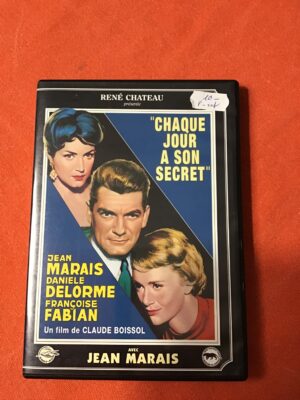 RENÉ CHATEAU
présente
10.-
"CHAQUE
JOUR
A SON
SECRET"
JEAN
MARAIS
DANIELE
DELORME
FRANÇOISE
FABIAN
Un film de CLAUDE BOISSOL
AVEC
JEAN MARAIS